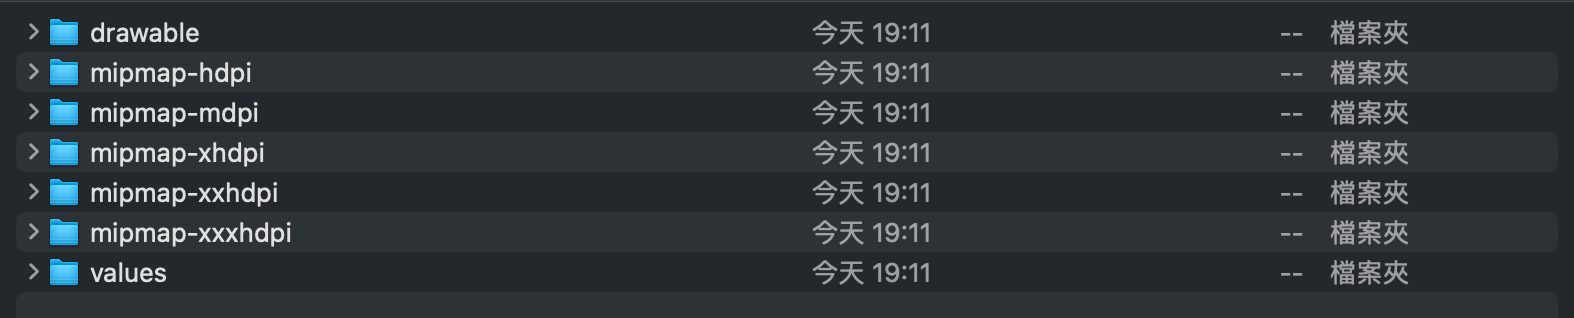 drawable 今天 19:11 -- 檔案夾
mipmap-hdpi 今天 19:11 -- 檔案夾
mipmap-mdpi 今天 19:11 -- 檔案夾
mipmap-xhdpi 今天 19:11 -- 檔案夾
mipmap-xxhdpi 今天 19:11 -- 檔案夾
mipmap-xxxhdpi 今天 19:11 -- 檔案夾
values 今天 19:11 -- 檔案夾